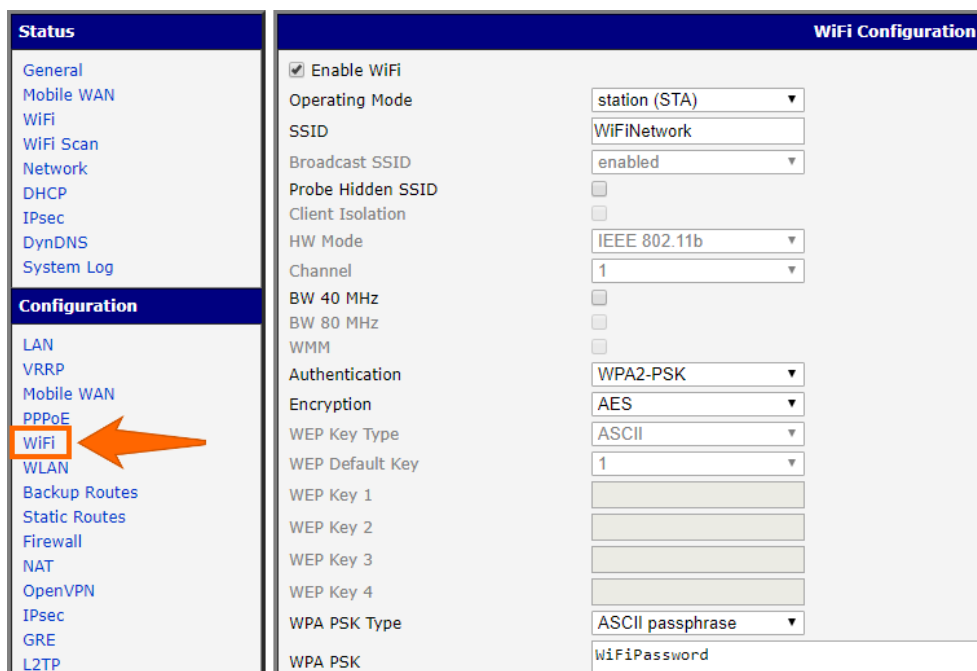 Status
General
Mobile WAN
WiFi
WiFi Scan
Network
DHCP
IPsec
DynDNS
System Log
Configuration
LAN
VRRP
Mobile WAN
PPPoE
WiFi
WLAN
Backup Routes
Static Routes
Firewall
NAT
OpenVPN
IPsec
GRE
L2TP
WiFi Configuration
Enable WiFi
Operating Mode station (STA)
SSID WiFiNetwork
Broadcast SSID enabled
Probe Hidden SSID
Client Isolation
HW Mode IEEE 802.11b
Channel 1
BW 40 MHz
BW 80 MHz
WMM
Authentication WPA2-PSK
Encryption AES
WEP Key Type ASCII
WEP Default Key 1
WEP Key 1
WEP Key 2
WEP Key 3
WEP Key 4
WPA PSK Type ASCII passphrase
WPA PSK WiFiPassword